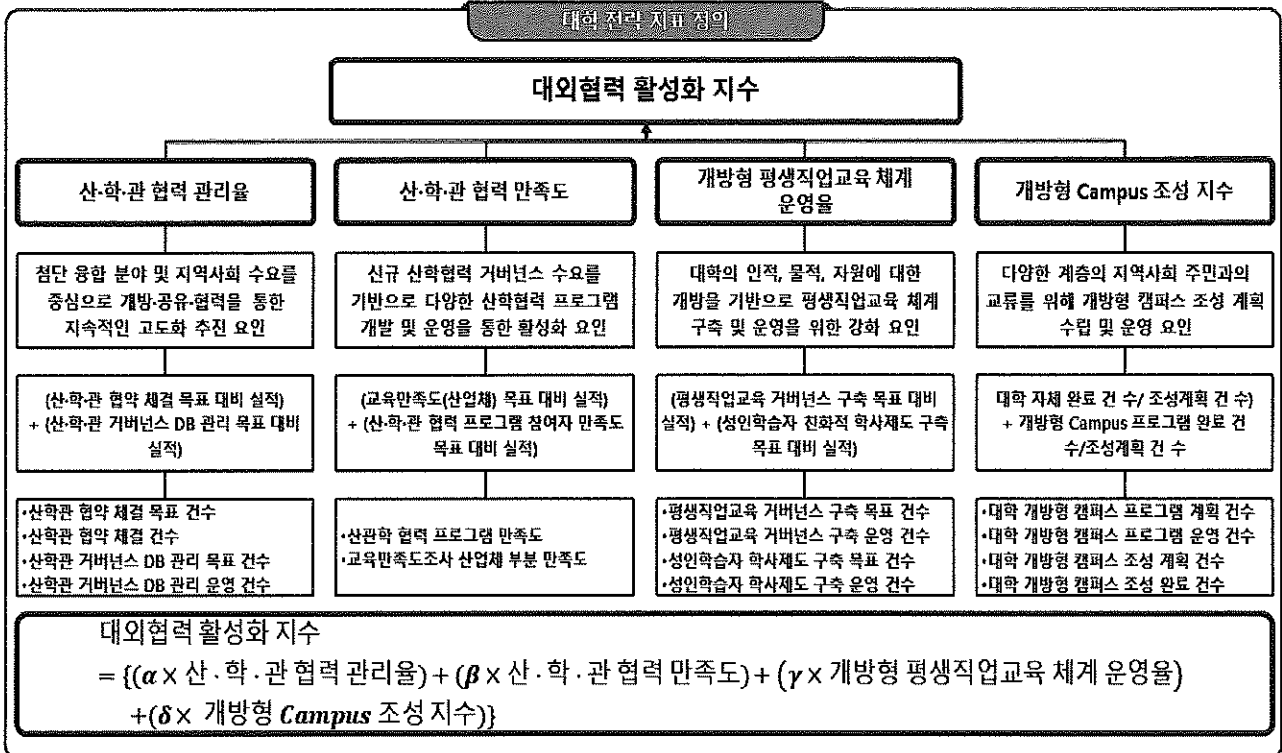 대학 전략 지표 정의
대외협력 활성화 지수
산·학·관 협력 관리율
산·학·관 협력 만족도
개방형 평생직업교육 체계
운영율
개방형 Campus 조성 지수
첨단 융합 분야 및 지역사회 수요를
중심으로 개방·공유·협력을 통한
지속적인 고도화 추진 요인
신규 산학협력 거버넌스 수요를
기반으로 다양한 산학협력 프로그램
개발 및 운영을 통한 활성화 요인
대학의 인적, 물적, 자원에 대한
개방을 기반으로 평생직업교육 체계
구축 및 운영을 위한 강화 요인
다양한 계층의 지역사회 주민과의
교류를 위해 개방형 캠퍼스 조성 계획
수립 및 운영 요인
(산·학·관 협약 체결 목표 대비 실적)
+ (산·학·관 거버넌스 DB 관리 목표 대비
실적)
(교육만족도(산업체) 목표 대비 실적)
+ (산·학·관 협력 프로그램 참여자 만족도
목표 대비 실적)
(평생직업교육 거버넌스 구축 목표 대비
실적) + (성인학습자 친화적 학사제도 구축
목표 대비 실적)
대학 자체 완료 건 수/ 조성계획 건 수)
+ 개방형 Campus 프로그램 완료 건
수/조성계획 건 수
•산학관 협약 체결 목표 건수
•산학관 협약 체결 건수
•산학관 거버넌스 DB 관리 목표 건수
•산학관 거버넌스 DB 관리 운영 건수
•산관학 협력 프로그램 만족도
•교육만족도조사 산업체 부분 만족도
•평생직업교육 거버넌스 구축 목표 건수
•평생직업교육 거버넌스 구축 운영 건수
•성인학습자 학사제도 구축 목표 건수
•성인학습자 학사제도 구축 운영 건수
•대학 개방형 캠퍼스 프로그램 계획 건수
•대학 개방형 캠퍼스 프로그램 운영 건수
•대학 개방형 캠퍼스 조성 계획 건수
•대학 개방형 캠퍼스 조성 완료 건수
대외협력 활성화 지수
= {(α × 산·학·관 협력 관리율) + (β × 산·학·관 협력 만족도) + (γ × 개방형 평생직업교육 체계 운영율)
+(δ × 개방형 Campus 조성 지수)}